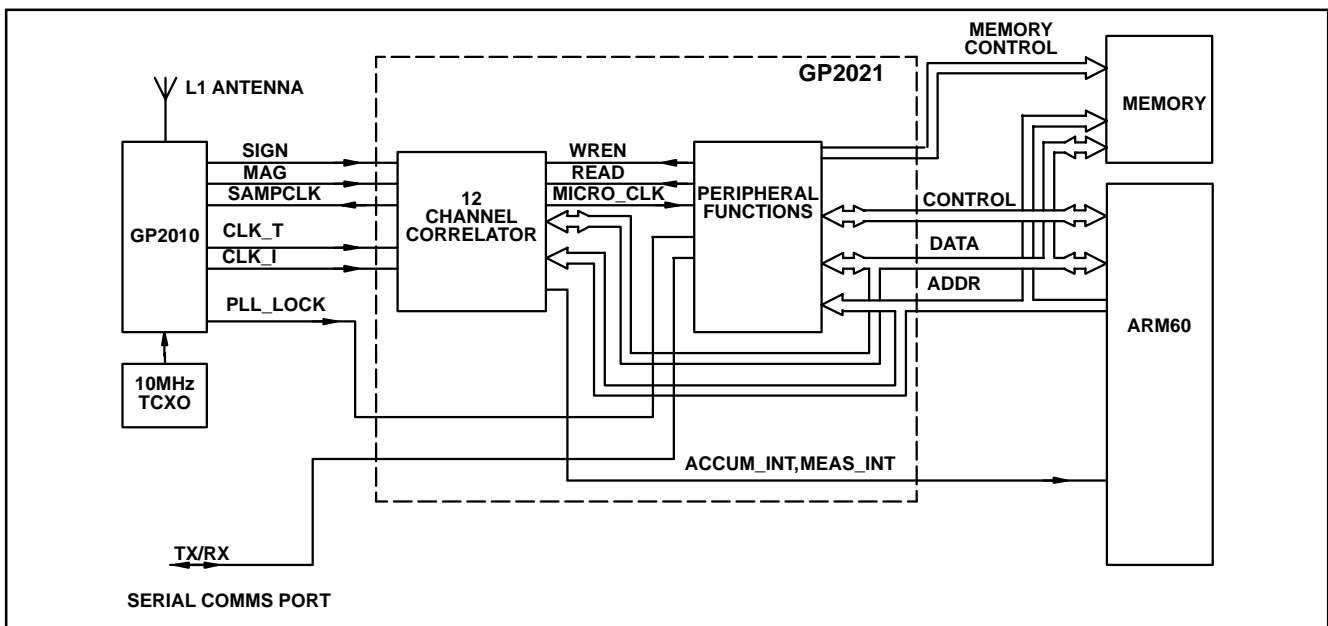 MEMORY
CONTROL
GP2021
L1 ANTENNA
MEMORY
SIGN
MAG
SAMPCLK
CLK_T
CLK_I
PLL_LOCK
GP2010
10MHz
TCXO
12
CHANNEL
CORRELATOR
WREN
READ
MICRO_CLK
PERIPHERAL
FUNCTIONS
CONTROL
DATA
ADDR
ARM60
ACCUM_INT,MEAS_INT
TX/RX
SERIAL COMMS PORT